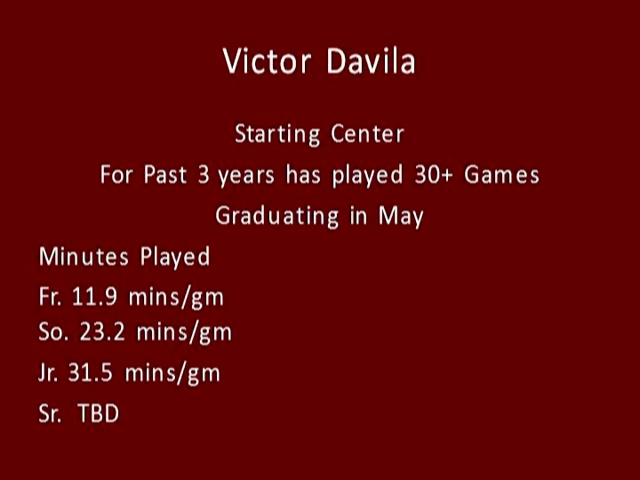 Victor Davila
Starting Center
For Past 3 years has played 30+ Games
Graduating in May
Minutes Played
Fr. 11.9 mins/gm
So. 23.2 mins/gm
Jr. 31.5 mins/gm
Sr. TBD